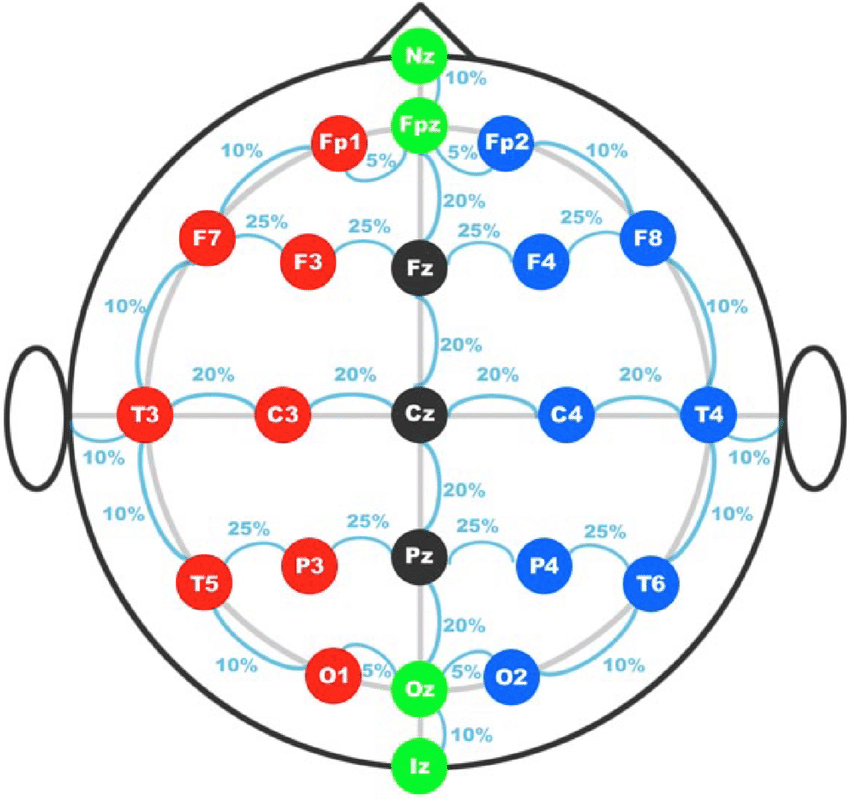 Nz
10%
Fp1 Fpz Fp2
10% 5% 5% 10%
20%
F7 25% F3 25% Fz 25% F4 25% F8
10% 10%
20%
20% 20% 20% 20%
T3 C3 Cz C4 T4
10% 10%
10% 20% 10%
25% 25% 25% 25%
T5 P3 Pz P4 T6
20%
10% O1 5% Oz 5% O2 10%
10%
Iz